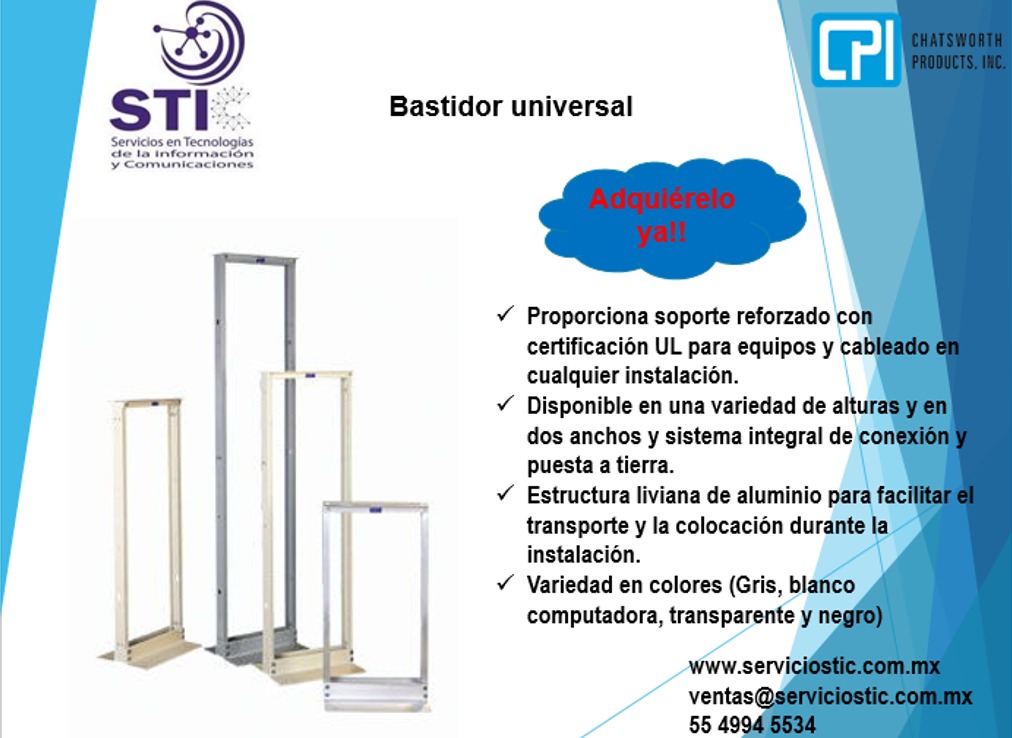 STIC
Servicios en Tecnologías
de la información
y Comunicaciones
CPI
CHATSWORTH
PRODUCTS, INC.
Bastidor universal
Adquiérelo
ya!!
✓ Proporciona soporte reforzado con
certificación UL para equipos y cableado en
cualquier instalación.
✓ Disponible en una variedad de alturas y en
dos anchos y sistema integral de conexión y
puesta a tierra.
✓ Estructura liviana de aluminio para facilitar el
transporte y la colocación durante la
instalación.
✓ Variedad en colores (Gris, blanco
computadora, transparente y negro)
www.serviciostic.com.mx
ventas@serviciostic.com.mx
55 4994 5534